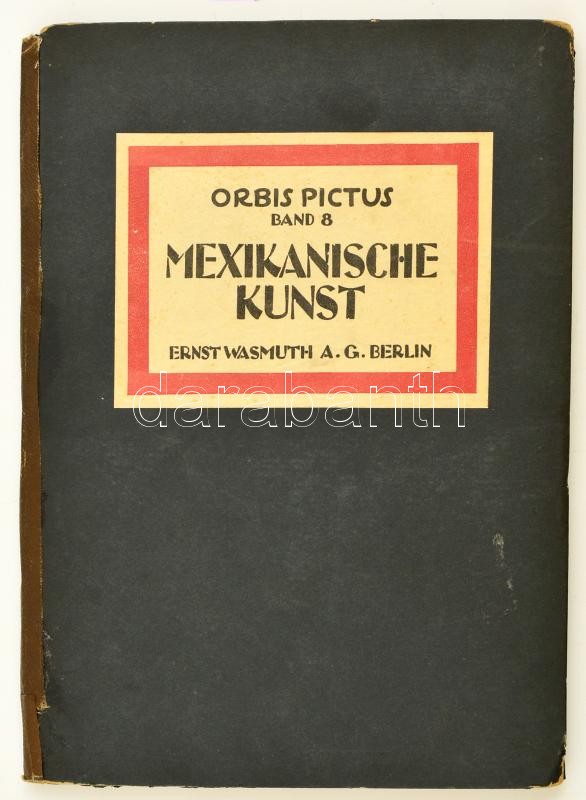 ORBIS PICTUS
BAND 8
MEXIKANISCHE
KUNST
ERNST WASMUTH A.G. BERLIN
darabanth